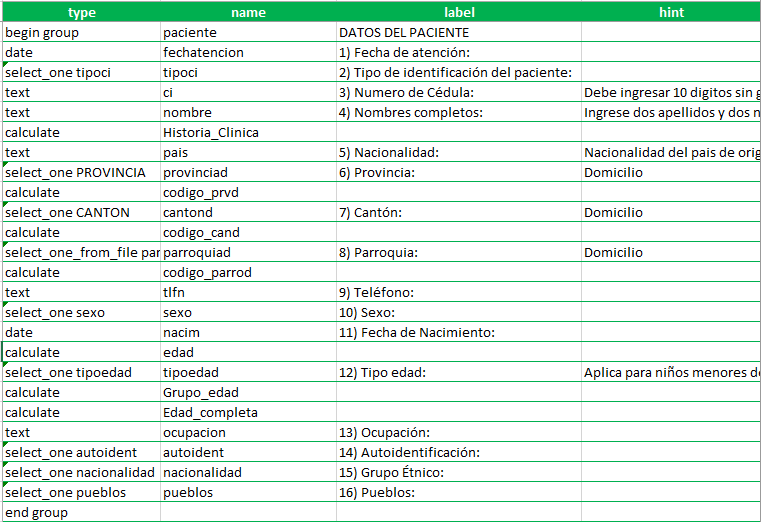 type name label hint
begin group paciente DATOS DEL PACIENTE
date fechatencion 1) Fecha de atención:
select_one tipoci tipoci 2) Tipo de identificación del paciente:
text ci 3) Numero de Cédula: Debe ingresar 10 digitos sin
text nombre 4) Nombres completos: Ingrese dos apellidos y dos
calculate Historia_Clinica
text pais 5) Nacionalidad: Nacionalidad del pais de
select_one PROVINCIA provinciad 6) Provincia: Domicilio
calculate codigo_prvd
select_one CANTON cantond 7) Cantón: Domicilio
calculate codigo_cand
select_one_from_file parroquiad 8) Parroquia: Domicilio
calculate codigo_parrod
text tlfn 9) Teléfono:
select_one sexo sexo 10) Sexo:
date nacim 11) Fecha de Nacimiento:
calculate edad
select_one tipoedad tipoedad 12) Tipo edad: Aplica para niños menores
calculate Grupo_edad
calculate Edad_completa
text ocupacion 13) Ocupación:
select_one autoident autoident 14) Autoidentificación:
select_one nacionalidad nacionalidad 15) Grupo Étnico:
select_one pueblos pueblos 16) Pueblos:
end group